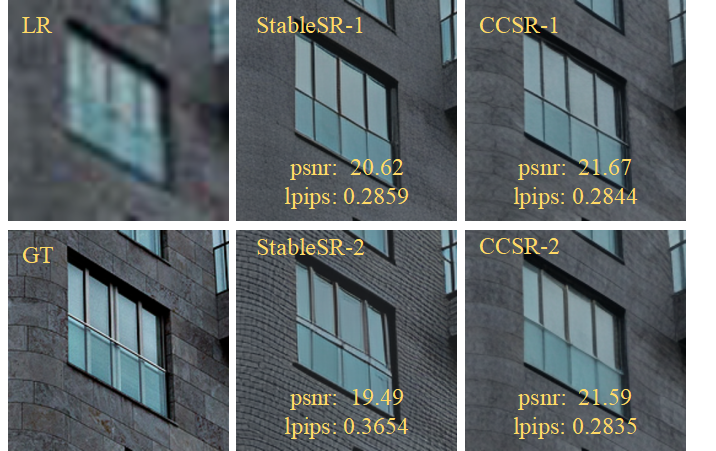 LR
StableSR-1
psnr: 20.62
lpips: 0.2859
CCSR-1
psnr: 21.67
lpips: 0.2844
GT
StableSR-2
psnr: 19.49
lpips: 0.3654
CCSR-2
psnr: 21.59
lpips: 0.2835